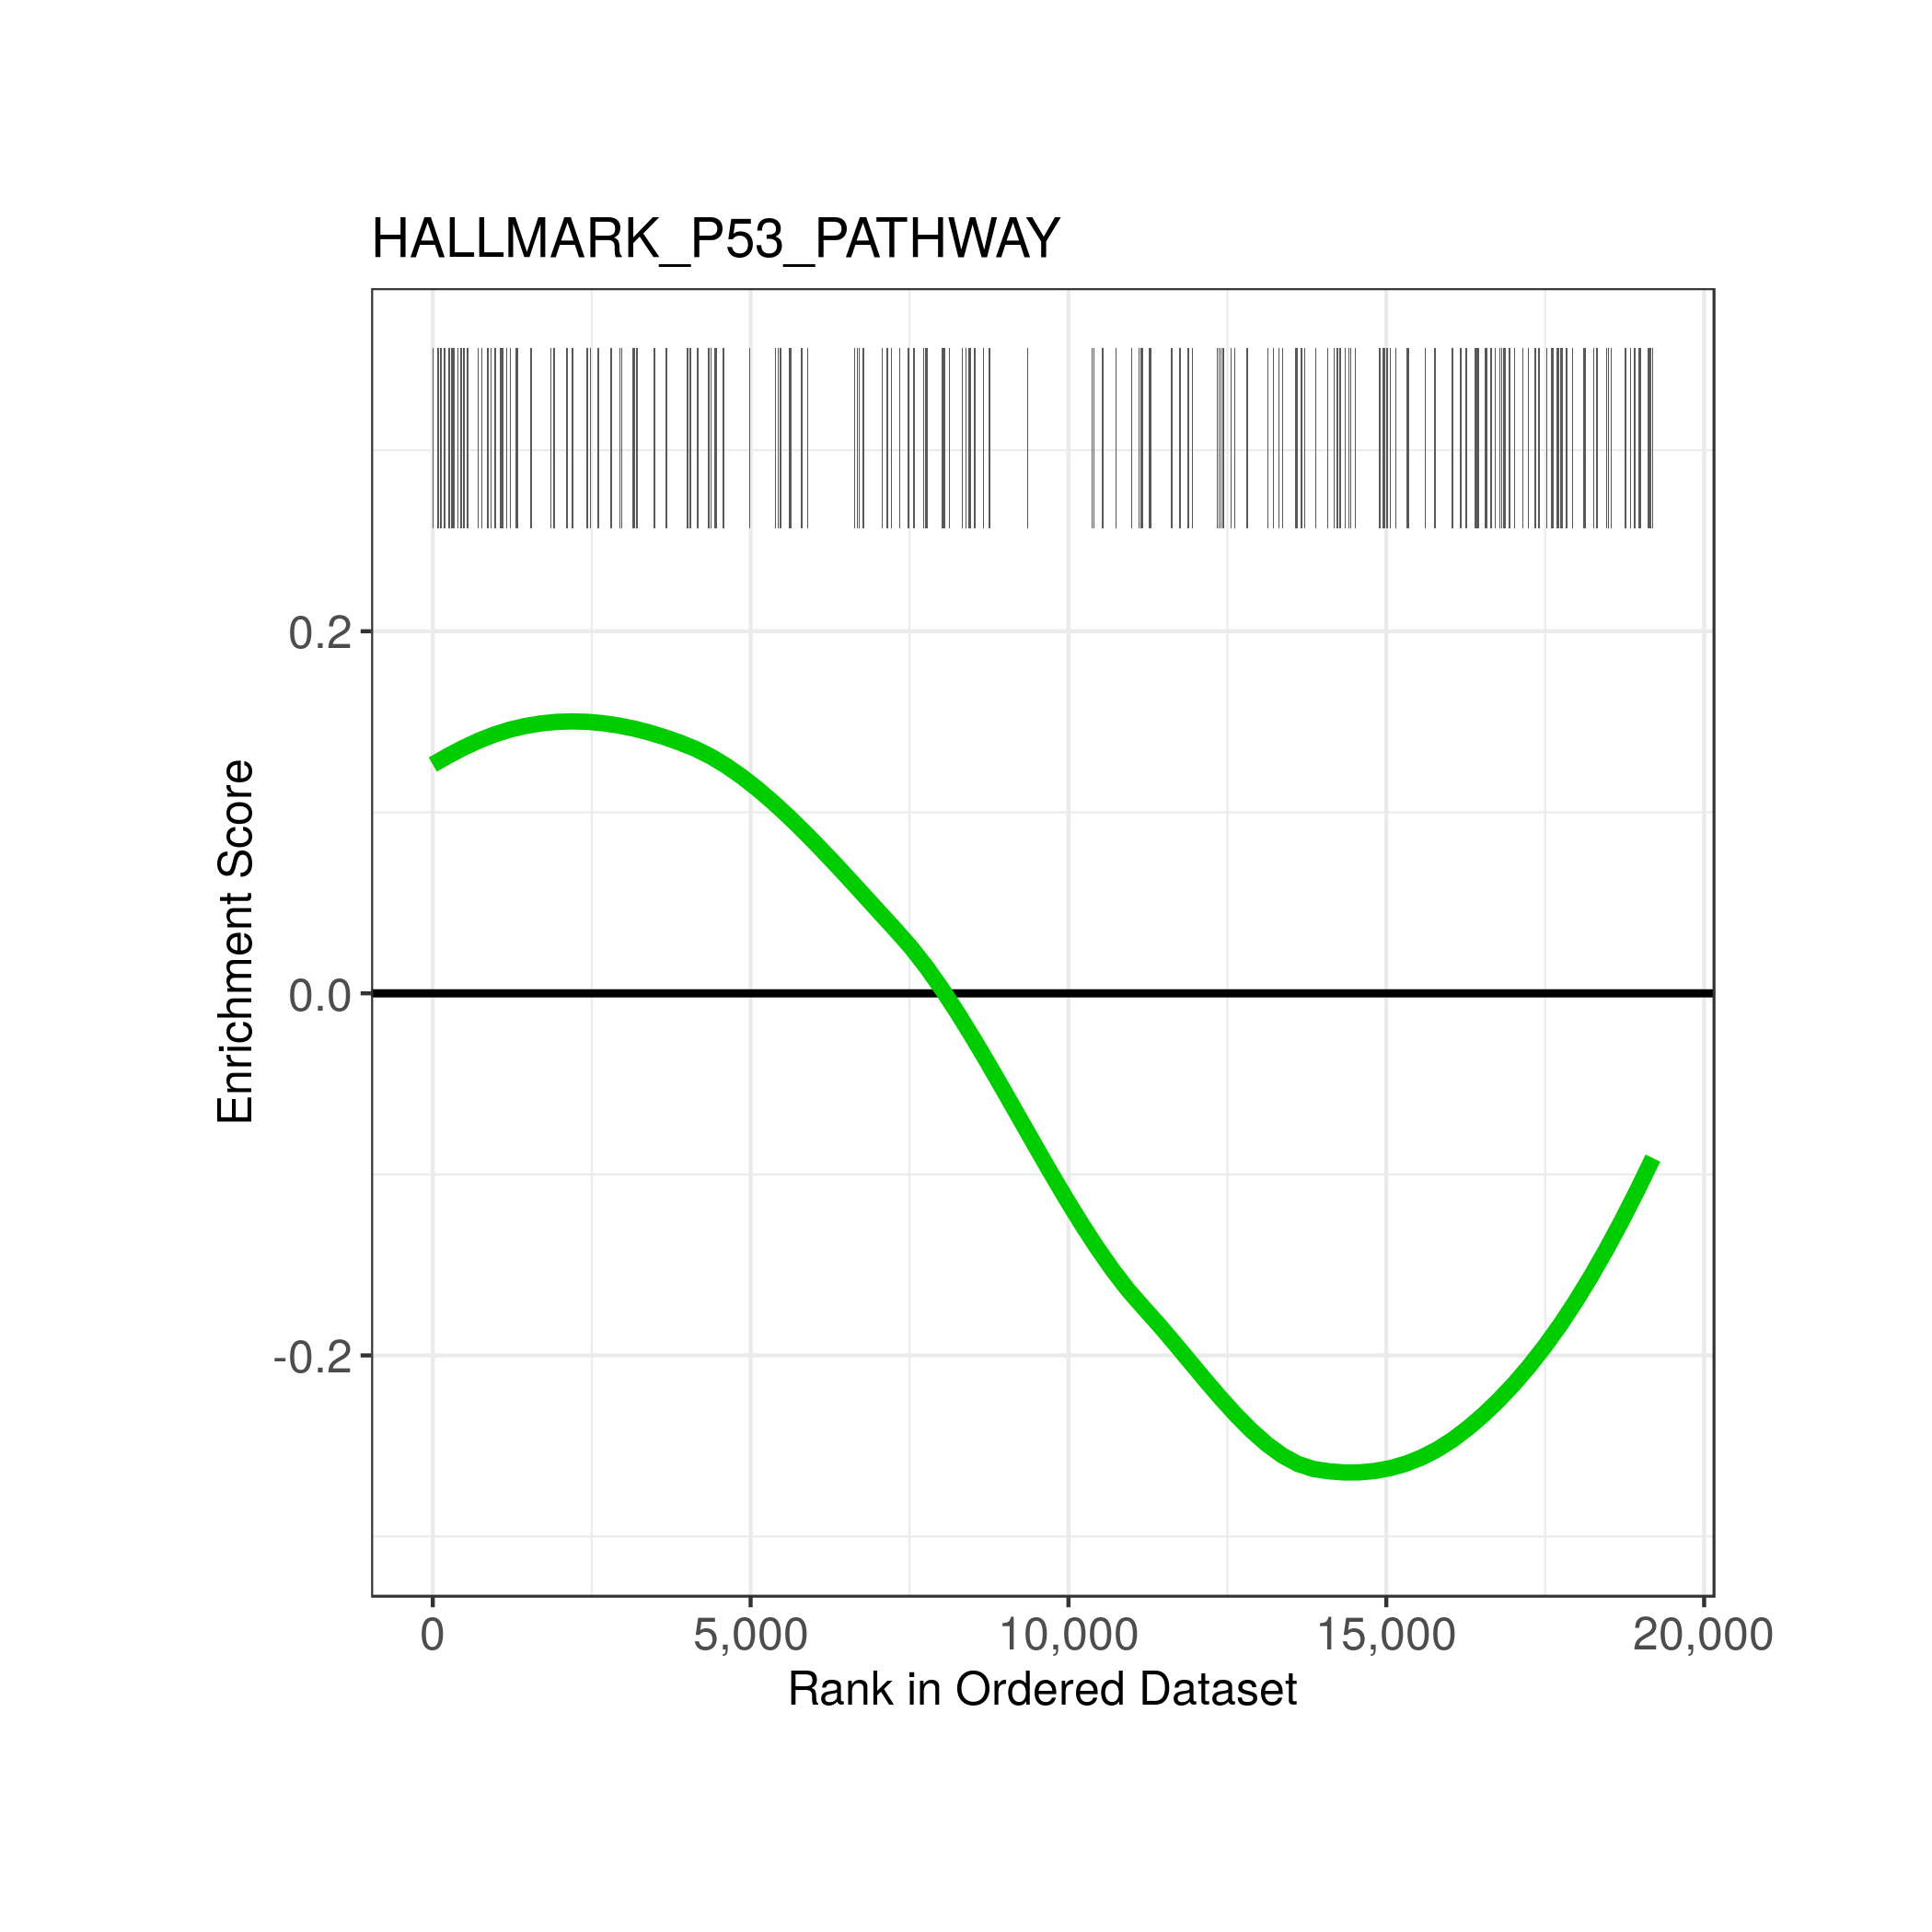 HALLMARK_P53_PATHWAY
0.2
0.0
-0.2
Enrichment Score
0 5,000 10,000 15,000 20,000
Rank in Ordered Dataset